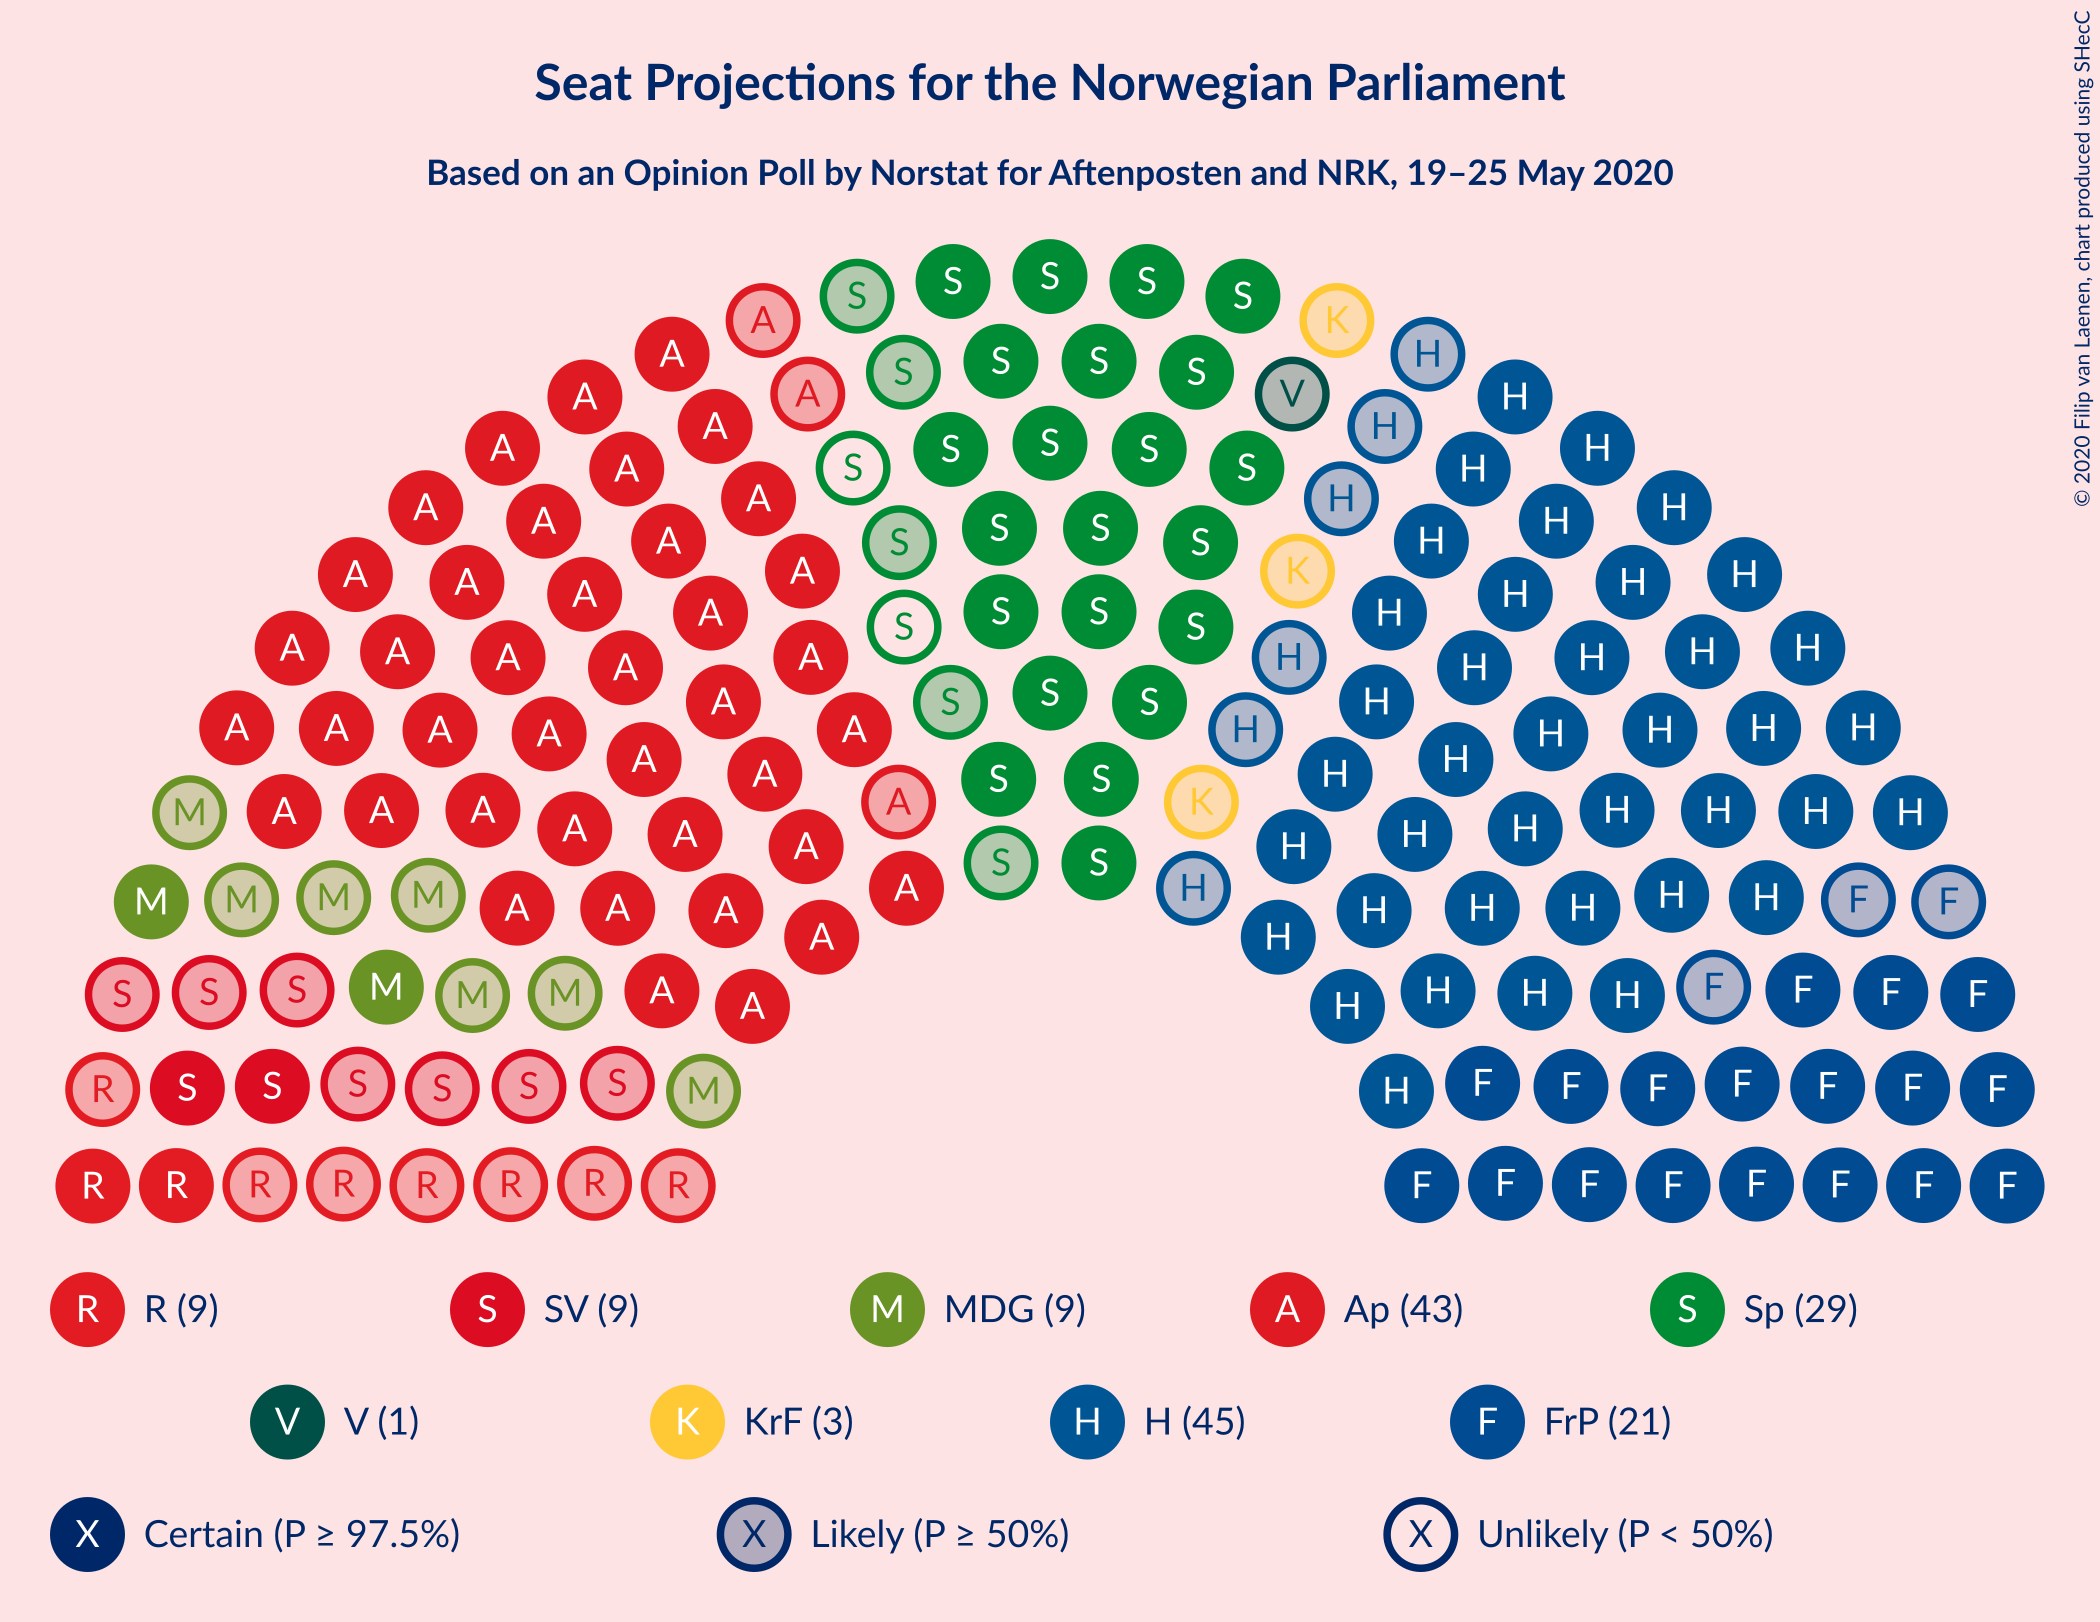 Seat Projections for the Norwegian Parliament
Based on an Opinion Poll by Norstat for Aftenposten and NRK, 19–25 May 2020
© 2020 Filip van Laenen, chart produced using SHecC
S S S S S
A K
A H
A S S S S H
A A V H
A A H H
A S S S S S H
A A H H
A A H H
A S S S S H
A A K H
A A H H
A A H H
A S S S S H
A A H H
A A H H
A A H H
A S S S H
A A H H
A A H H
A A H H
A S S H
A A K H
A A H H
M A A A H H H H
A S S H
M M M M A A A A A H H H H H H H F F
S S S M M M A A H H H H F F F F
R S S S S S S M H F F F F F F F
R R R R R R R R F F F F F F F F
R R (9) S SV (9) M MDG (9) A Ap (43) S Sp (29)
V V (1) K KrF (3) H H (45) F FrP (21)
X Certain (P ≥ 97.5%) X Likely (P ≥ 50%) X Unlikely (P < 50%)